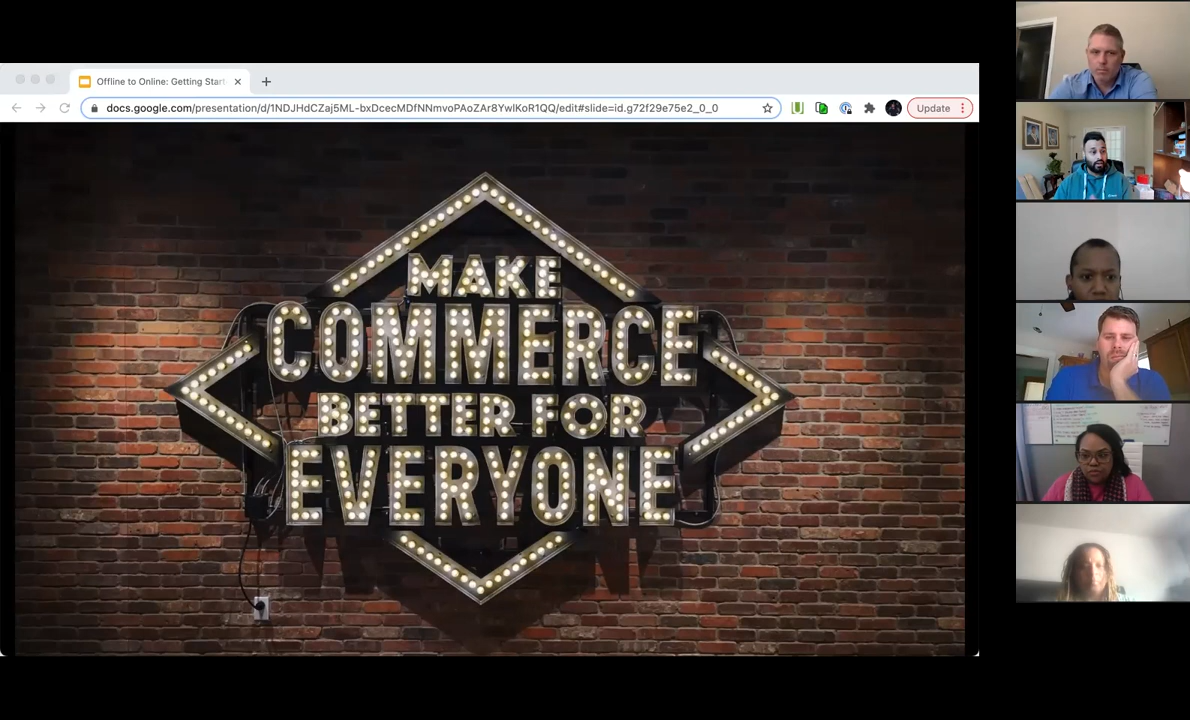 Offline to Online: Getting Start
docs.google.com/presentation/d/1NDJHdCZaj5ML-bxDcecMDfNNmvoPAoZAr8YwlKoR1QQ/edit#slide=id.g72f29e75e2_0_0
Update
MAKE
COMMERCE
BETTER FOR
EVERYONE